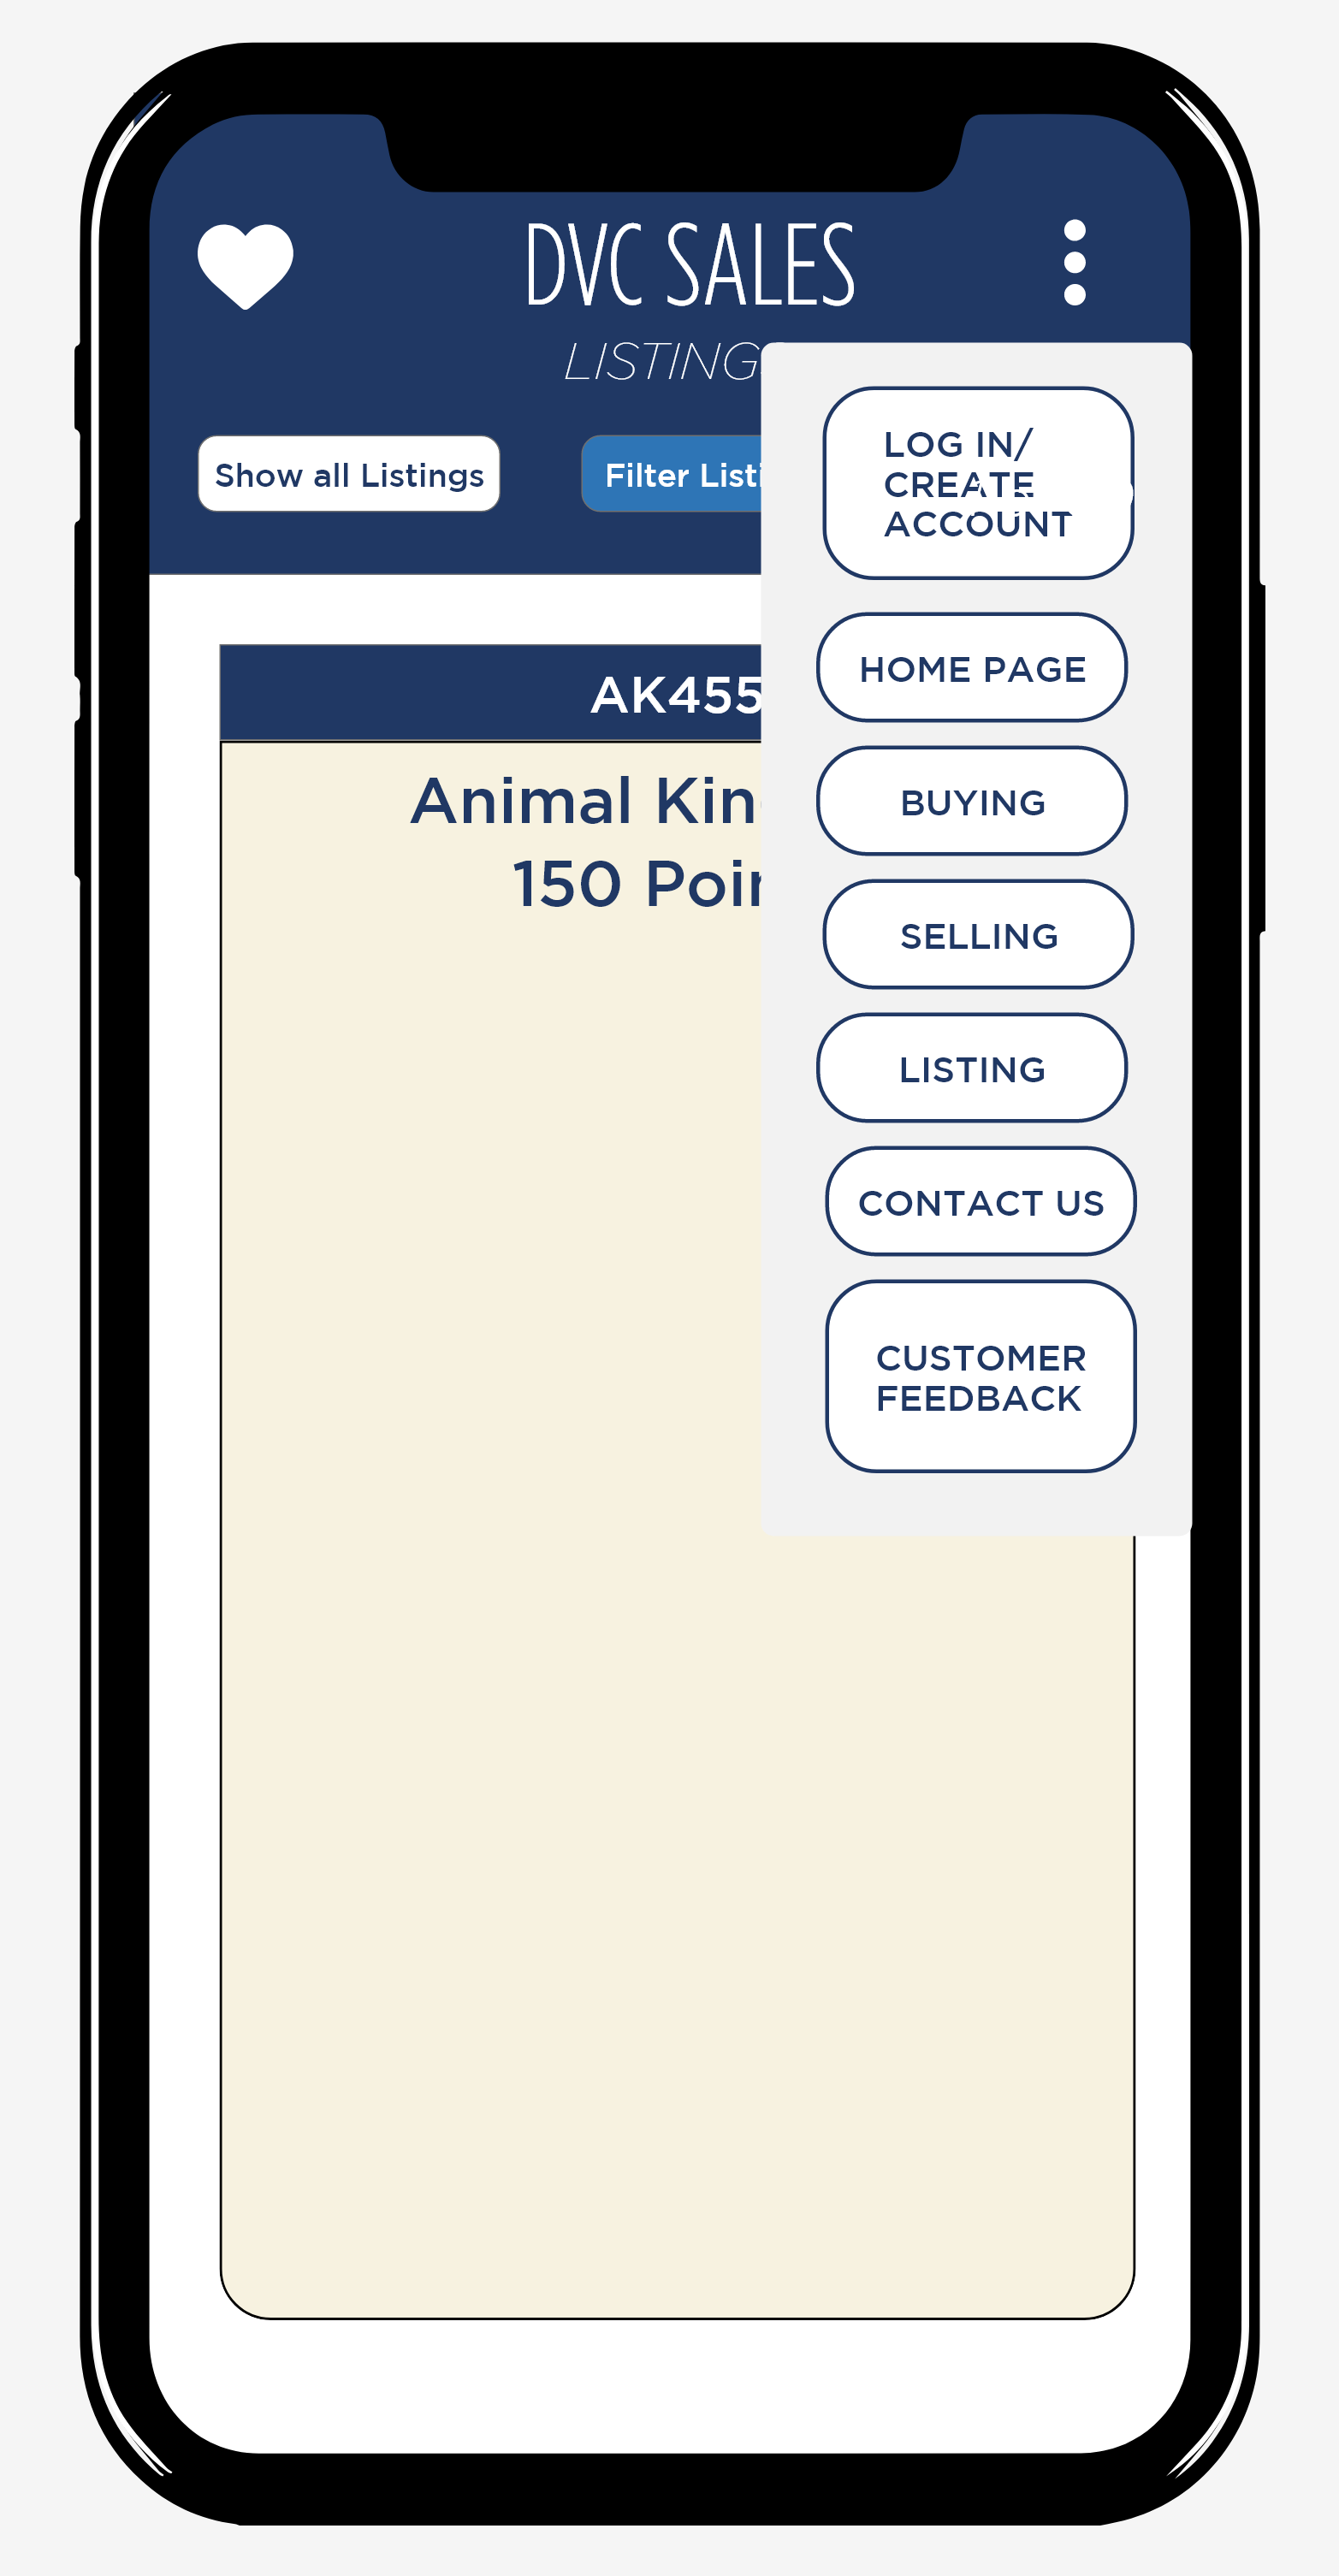 DVC SALES
LISTING
Show all Listings
Filter Listi
LOG IN/
CREATE
ACCOUNT
HOME PAGE
AK455
BUYING
Animal Kin
150 Poin
SELLING
LISTING
CONTACT US
CUSTOMER
FEEDBACK